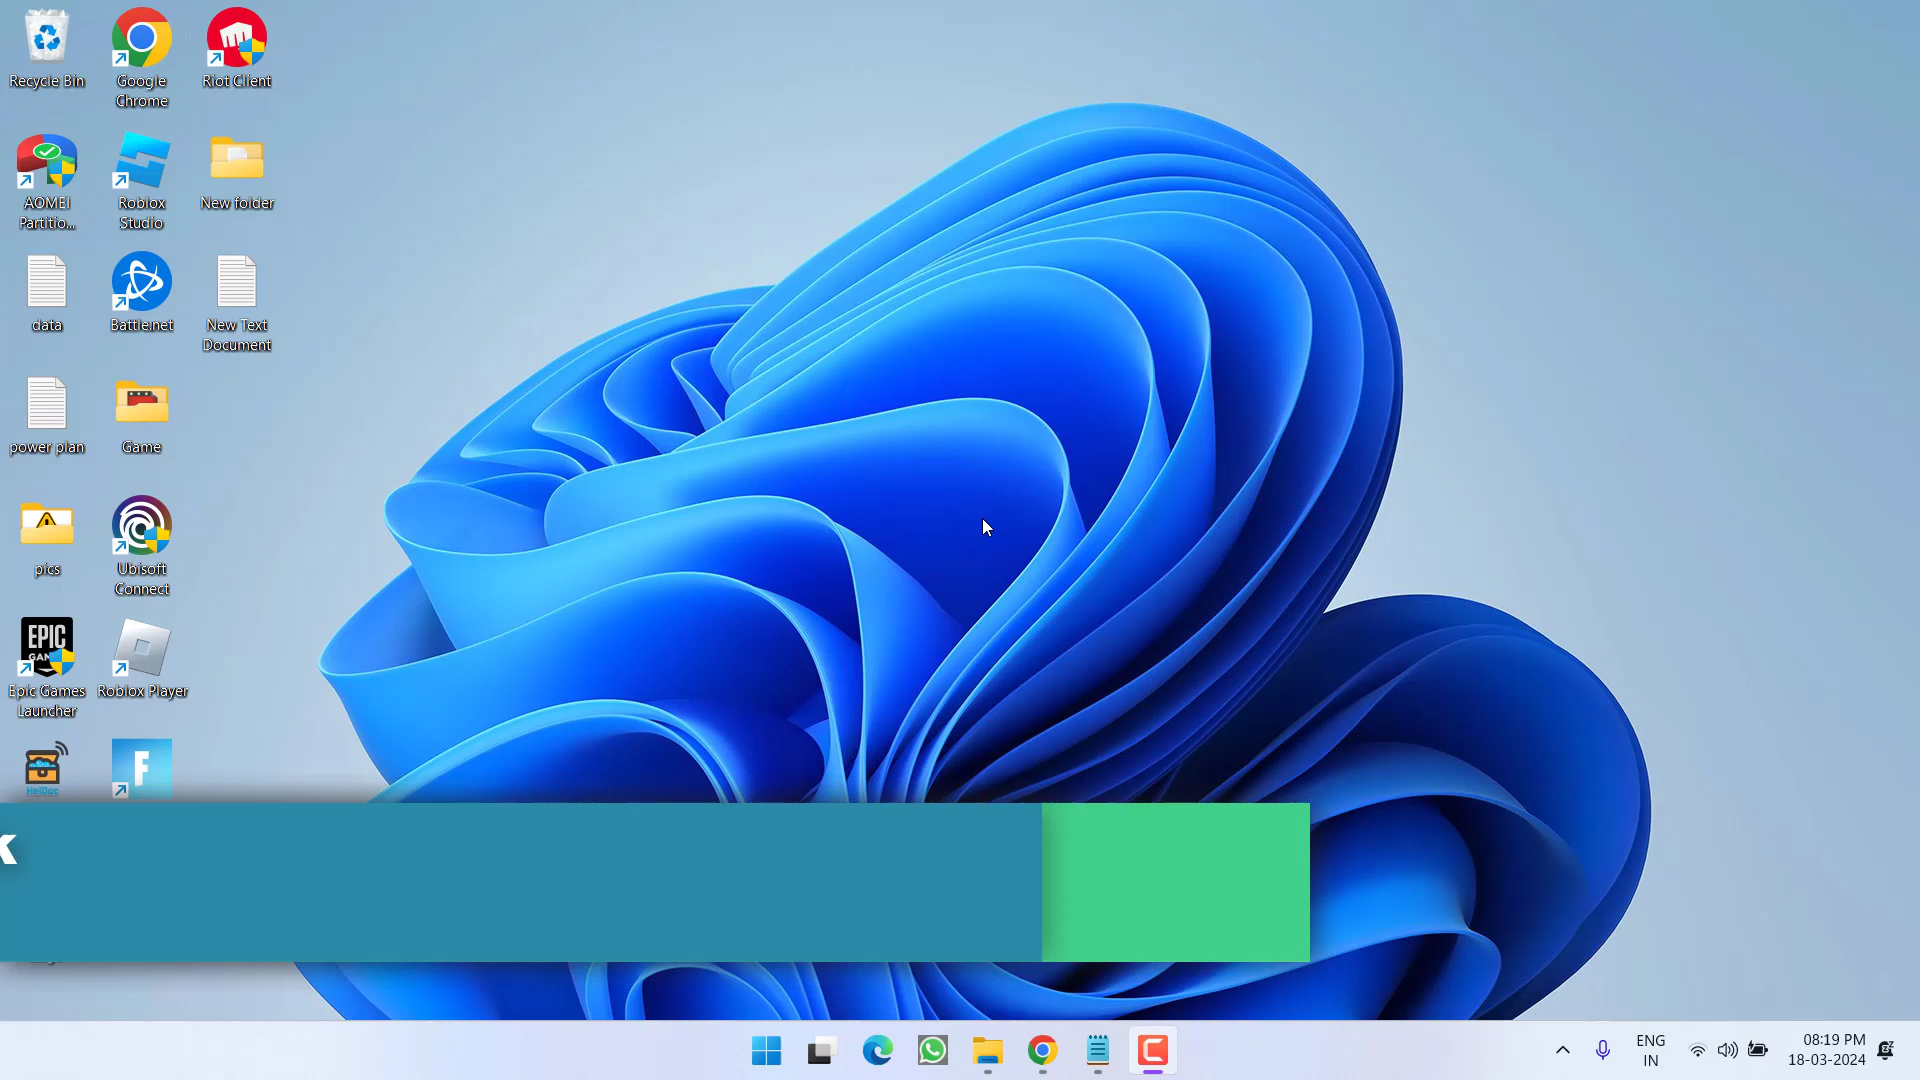 Recycle Bin
Google
Chrome
Riot Client
AOMEI
Partitio...
Roblox
Studio
New folder
data
Battle.net
New Text
Document
power plan
Game
pics
Ubisoft
Connect
EPIC
Epic Games
Launcher
Roblox Player
HeiDoc
F
K
ENG
IN
08:19 PM
18-03-2024